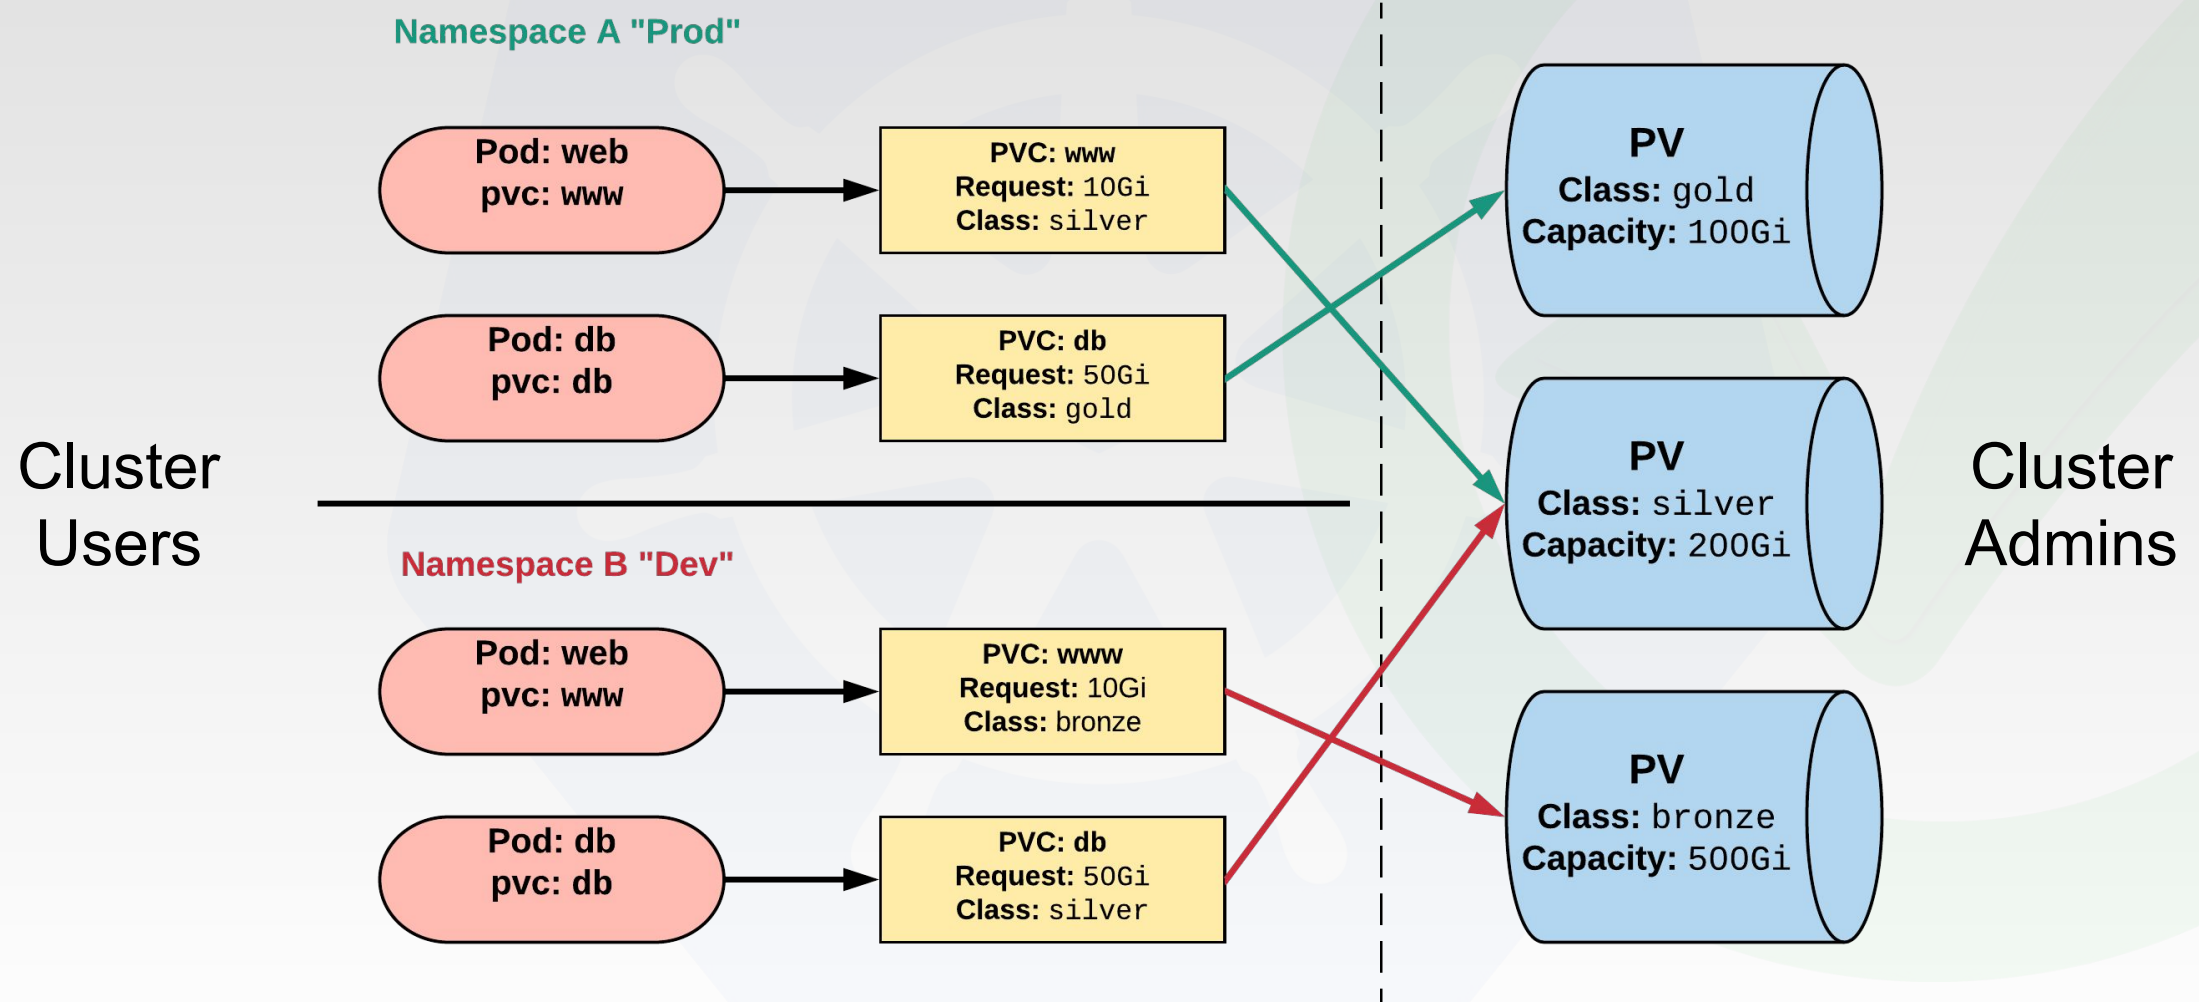 Namespace A "Prod"
Pod: web
pvc: www
PVC: www
Request: 10Gi
Class: silver
Pod: db
pvc: db
PVC: db
Request: 50Gi
Class: gold
Cluster
Users
Namespace B "Dev"
Pod: web
pvc: www
PVC: www
Request: 10Gi
Class: bronze
Pod: db
pvc: db
PVC: db
Request: 50Gi
Class: silver
PV
Class: gold
Capacity: 100Gi
PV
Class: silver
Capacity: 200Gi
PV
Class: bronze
Capacity: 500Gi
Cluster
Admins